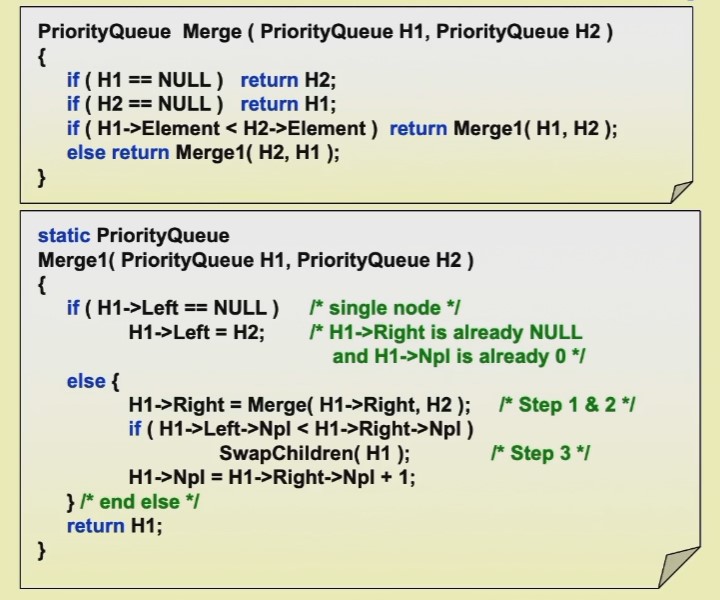 PriorityQueue Merge ( PriorityQueue H1, PriorityQueue H2 )
{
if ( H1 == NULL ) return H2;
if ( H2 == NULL ) return H1;
if ( H1->Element < H2->Element ) return Merge1( H1, H2 );
else return Merge1( H2, H1 );
}
static PriorityQueue
Merge1( PriorityQueue H1, PriorityQueue H2 )
{
if ( H1->Left == NULL ) /* single node */
H1->Left = H2; /* H1->Right is already NULL
and H1->Npl is already 0 */
else {
H1->Right = Merge( H1->Right, H2 ); /* Step 1 & 2 */
if ( H1->Left->Npl < H1->Right->Npl )
SwapChildren( H1 ); /* Step 3 */
H1->Npl = H1->Right->Npl + 1;
} /* end else */
return H1;
}